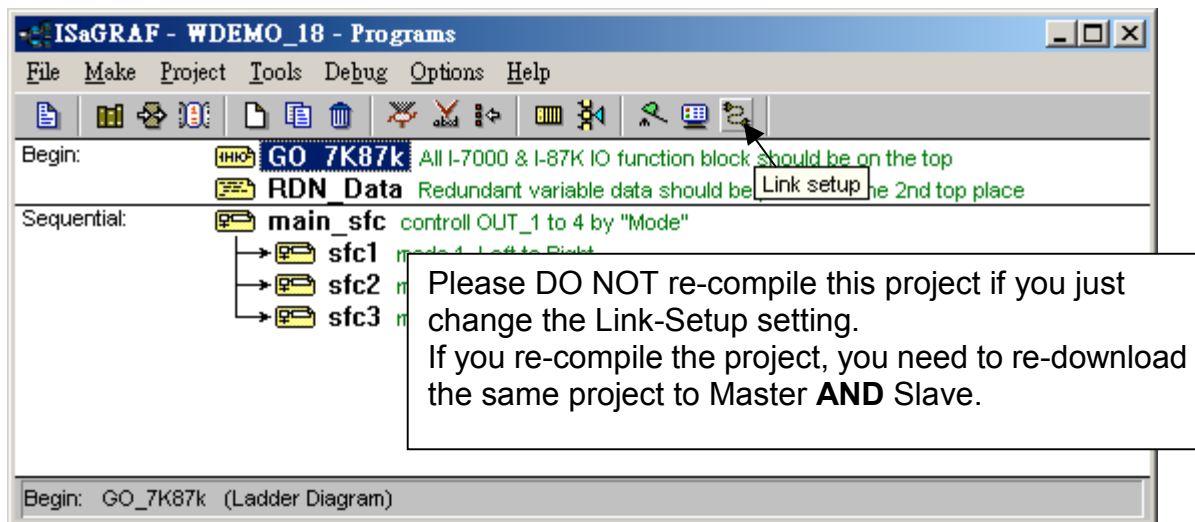 ISaGRAF - WDEMO_18 - Programs
File Make Project Tools Debug Options Help
Begin: GO_7K87k All I-7000 & I-87K IO function block should be on the top
RDN_Data Redundant variable data should be ne 2nd top place
Link setup
Sequential: main_sfc controll OUT_1 to 4 by "Mode"
sfc1
sfc2
sfc3
Please DO NOT re-compile this project if you just
change the Link-Setup setting.
If you re-compile the project, you need to re-download
the same project to Master AND Slave.
Begin: GO_7K87k (Ladder Diagram)